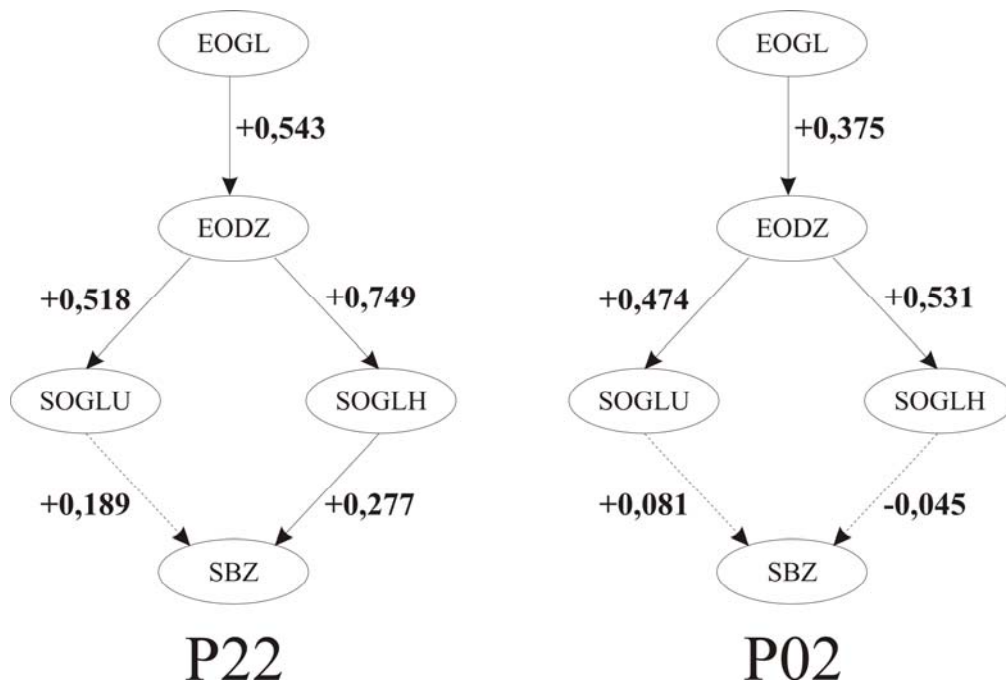 EOGL
+0,543
EODZ
+0,518
+0,749
SOGLU
SOGLH
+0,189
+0,277
SBZ
P22
EOGL
+0,375
EODZ
+0,474
+0,531
SOGLU
SOGLH
+0,081
-0,045
SBZ
P02